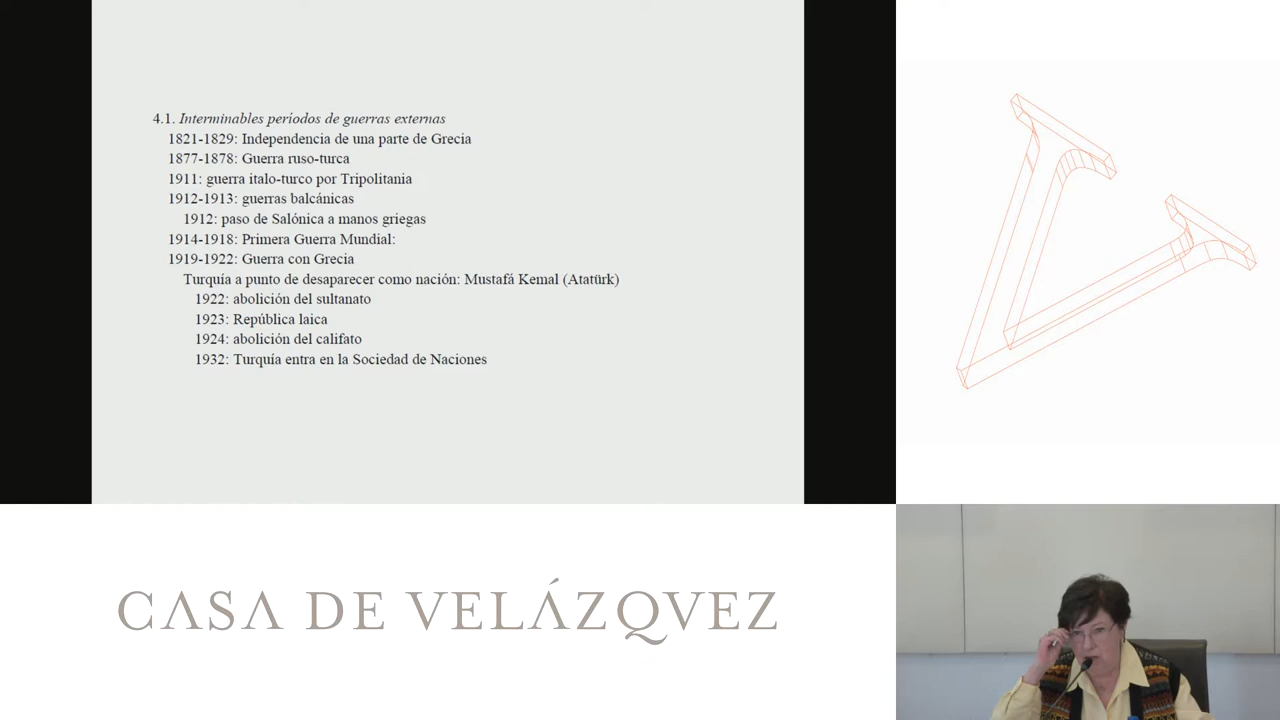 4.1. Interminables períodos de guerras externas
1821-1829: Independencia de una parte de Grecia
1877-1878: Guerra ruso-turca
1911: guerra italo-turco por Tripolitania
1912-1913: guerras balcánicas
1912: paso de Salónica a manos griegas
1914-1918: Primera Guerra Mundial:
1919-1922: Guerra con Grecia
Turquía a punto de desaparecer como nación: Mustafá Kemal (Atatürk)
1922: abolición del sultanato
1923: República laica
1924: abolición del califato
1932: Turquía entra en la Sociedad de Naciones
CASA DE VELÁZQVEZ